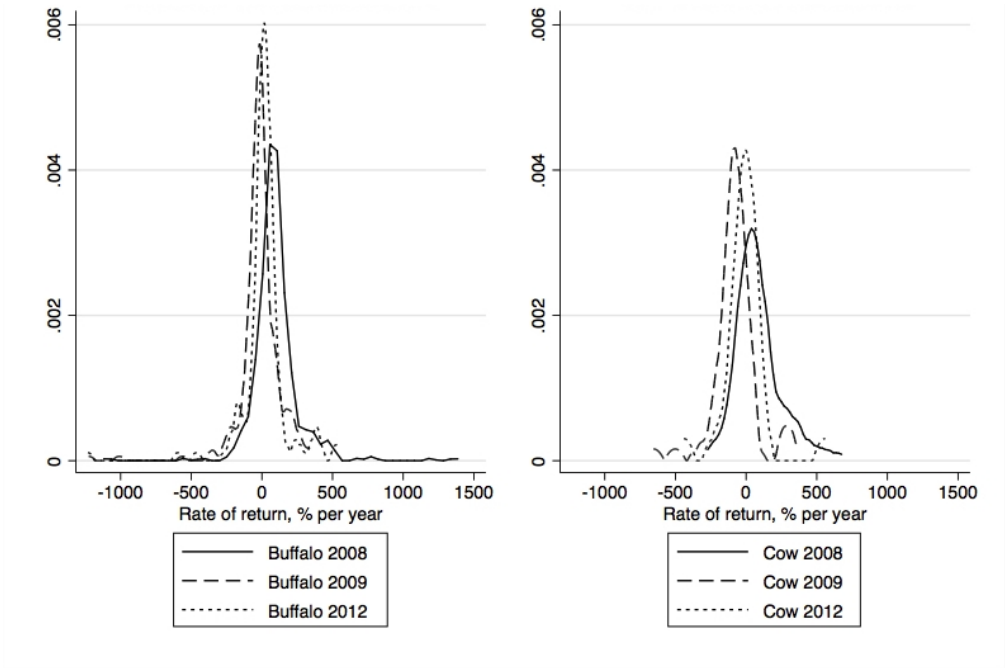 .006
.004
.002
0
-1000 -500 0 500 1000 1500
Rate of return, % per year
Buffalo 2008
Buffalo 2009
Buffalo 2012
.006
.004
.002
0
-1000 -500 0 500 1000 1500
Rate of return, % per year
Cow 2008
Cow 2009
Cow 2012